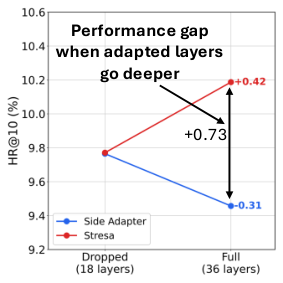 10.6
10.4
10.2
10.0
9.8
9.6
9.4
9.2
HR@10 (%)
Performance gap
when adapted layers
go deeper
+0.42
+0.73
-0.31
Side Adapter
Stresa
Dropped
(18 layers)
Full
(36 layers)